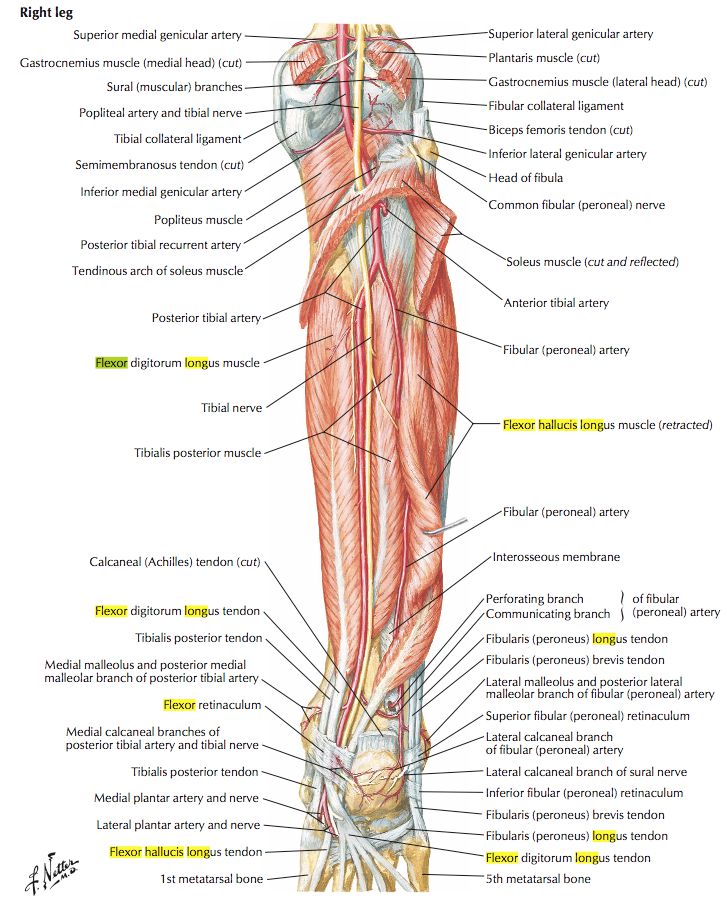 Right leg
Superior medial genicular artery
Gastrocnemius muscle (medial head) (cut)
Sural (muscular) branches
Popliteal artery and tibial nerve
Tibial collateral ligament
Semimembranosus tendon (cut)
Inferior medial genicular artery
Popliteus muscle
Posterior tibial recurrent artery
Tendinous arch of soleus muscle
Posterior tibial artery
Flexor digitorum longus muscle
Tibial nerve
Tibialis posterior muscle
Calcaneal (Achilles) tendon (cut)
Flexor digitorum longus tendon
Tibialis posterior tendon
Medial malleolus and posterior medial
malleolar branch of posterior tibial artery
Flexor retinaculum
Medial calcaneal branches of
posterior tibial artery and tibial nerve
Tibialis posterior tendon
Medial plantar artery and nerve
Lateral plantar artery and nerve
Flexor hallucis longus tendon
1st metatarsal bone
Superior lateral genicular artery
Plantaris muscle (cut)
Gastrocnemius muscle (lateral head) (cut)
Fibular collateral ligament
Biceps femoris tendon (cut)
Inferior lateral genicular artery
Head of fibula
Common fibular (peroneal) nerve
Soleus muscle (cut and reflected)
Anterior tibial artery
Fibular (peroneal) artery
Flexor hallucis longus muscle (retracted)
Fibular (peroneal) artery
Interosseous membrane
Perforating branch
Communicating branch
of fibular
(peroneal) artery
Fibularis (peroneus) longus tendon
Fibularis (peroneus) brevis tendon
Lateral malleolus and posterior lateral
malleolar branch of fibular (peroneal) artery
Superior fibular (peroneal) retinaculum
Lateral calcaneal branch
of fibular (peroneal) artery
Lateral calcaneal branch of sural nerve
Inferior fibular (peroneal) retinaculum
Fibularis (peroneus) brevis tendon
Fibularis (peroneus) longus tendon
Flexor digitorum longus tendon
5th metatarsal bone
F. Netter
M.D.